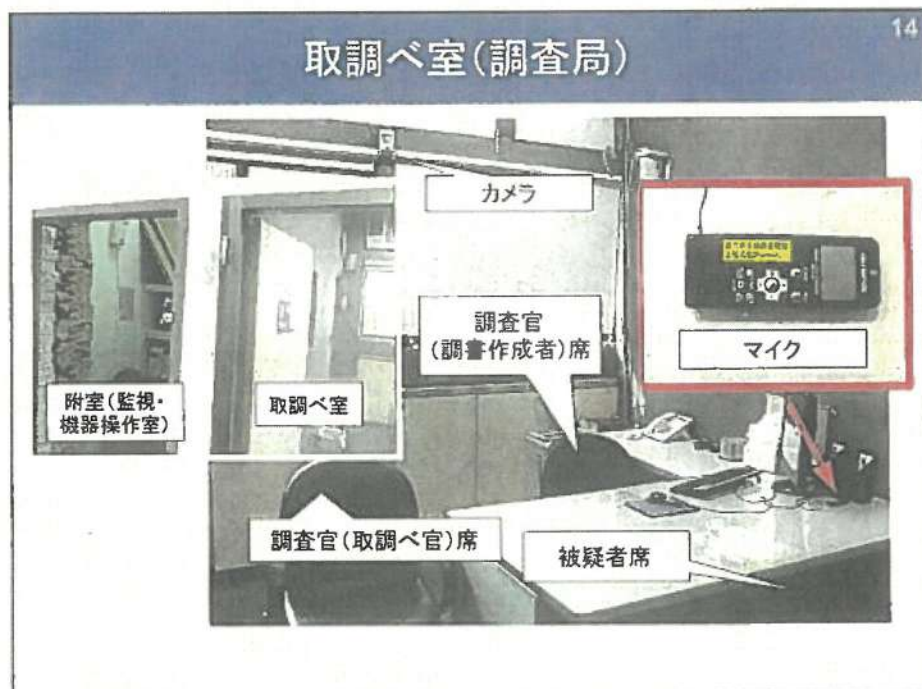 14
取調べ室(調査局)
カメラ
調査官
(調書作成者)席
マイク
附室(監視・
機器操作室)
取調べ室
調査官(取調べ官)席
被疑者席